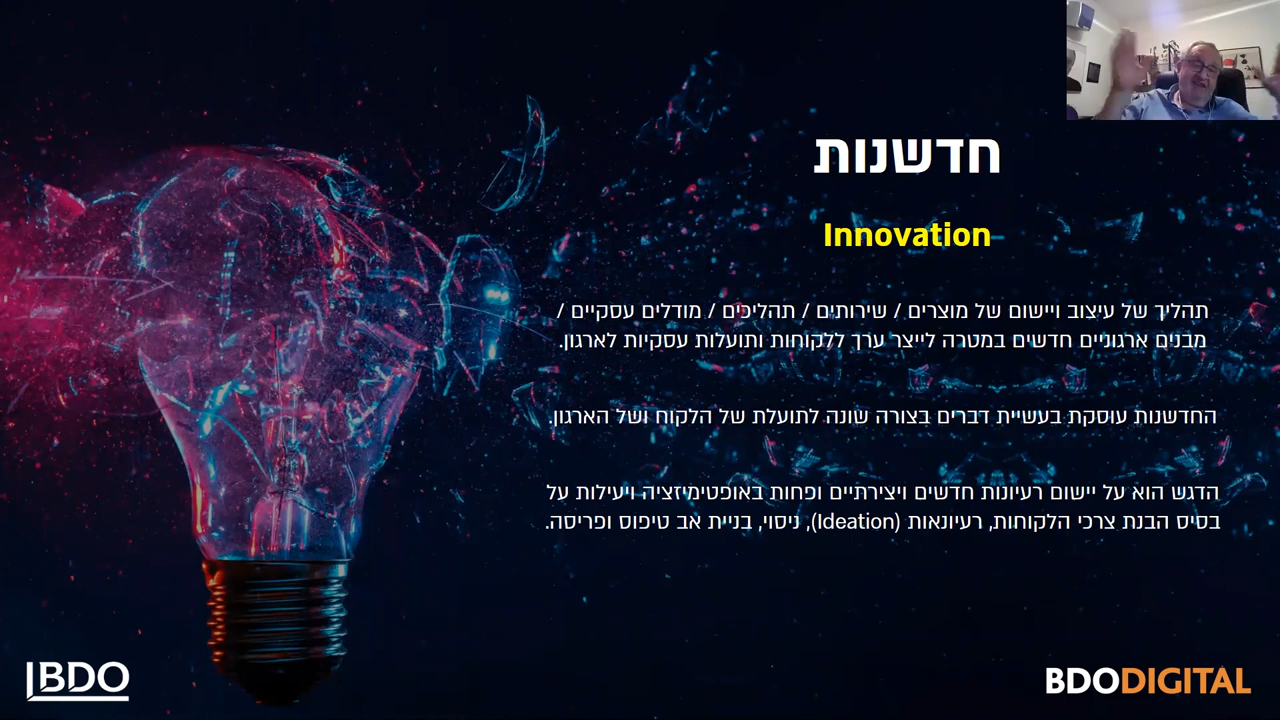 חדשנות
Innovation
תהליך של עיצוב ויישום של מוצרים / שירותים / תהליכים / מודלים עסקיים /
מבנים ארגוניים חדשים במטרה לייצר ערך ללקוחות ותועלות עסקיות לארגון.
החדשנות עוסקת בעשיית דברים בצורה שונה לתועלת של הלקוח ושל הארגון.
הדגש הוא על יישום רעיונות חדשים ויצירתיים ופחות באופטימיזציה ויעילות על
בסיס הבנת צרכי הלקוחות, רעיונאות (Ideation), ניסוי, בניית אב טיפוס ופריסה.
BDO
BDODIGITAL